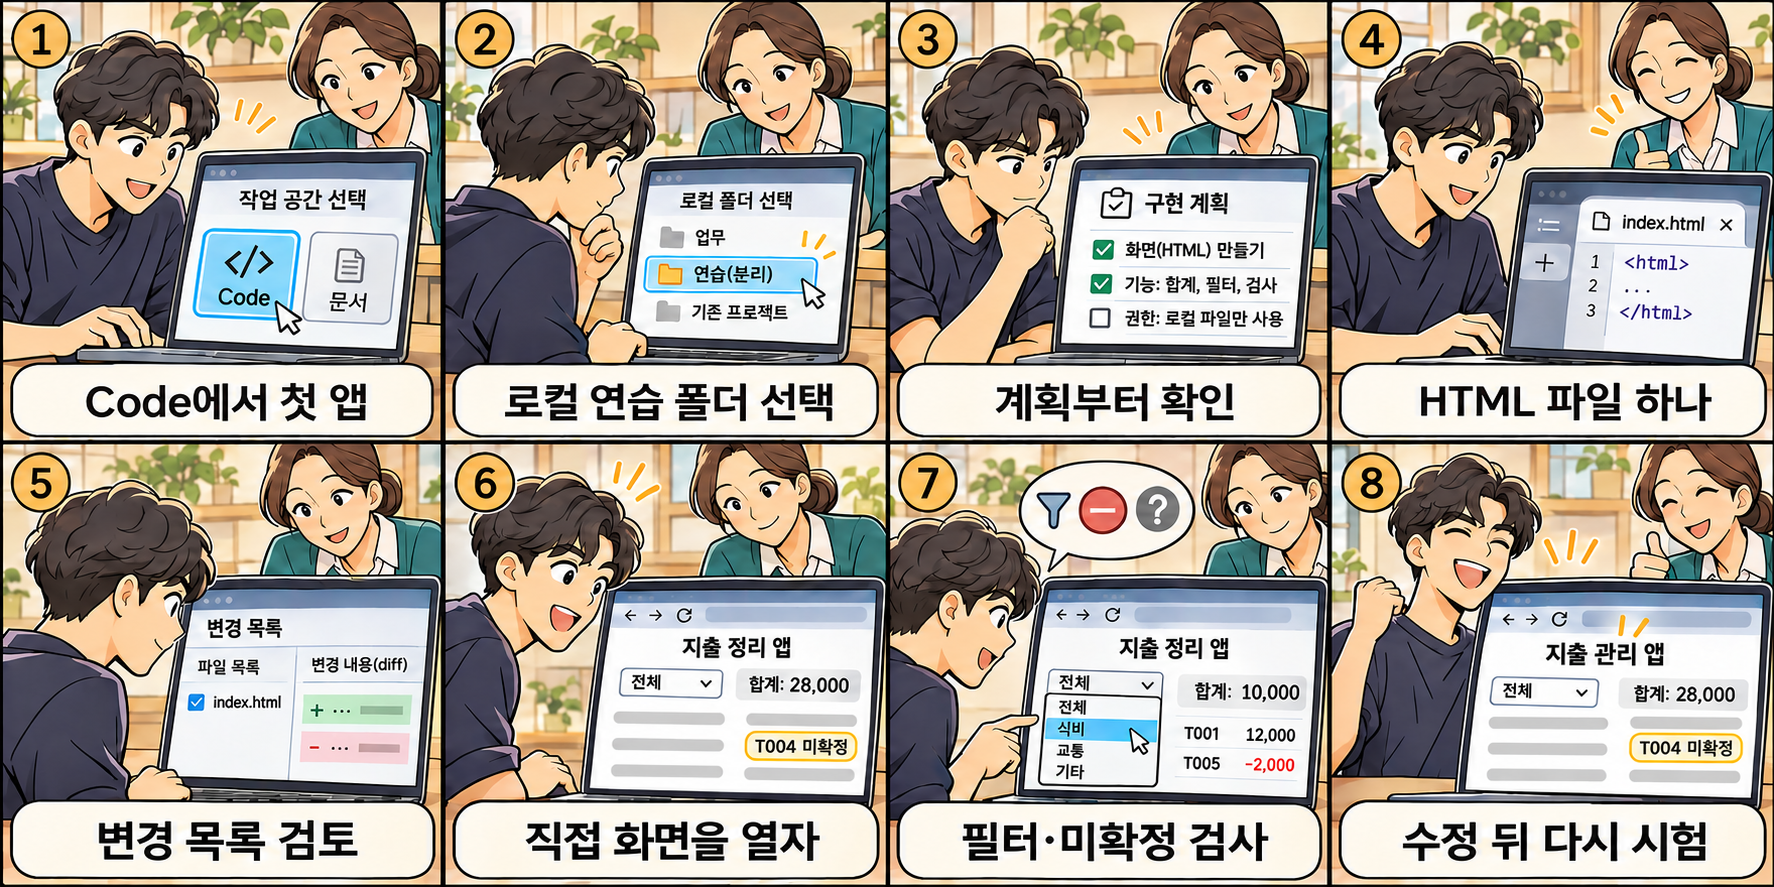 1
작업 공간 선택
</>
Code
문서
Code에서 첫 앱
2
로컬 폴더 선택
업무
연습(분리)
기존 프로젝트
로컬 연습 폴더 선택
3
구현 계획
화면(HTML) 만들기
기능: 합계, 필터, 검사
권한: 로컬 파일만 사용
계획부터 확인
4
index.html
1 <html>
2 ...
3 </html>
HTML 파일 하나
5
변경 목록
파일 목록
index.html
변경 내용(diff)
+ ...
- ...
변경 목록 검토
6
지출 정리 앱
전체
합계: 28,000
T004 미확정
직접 화면을 열자
7
?
지출 정리 앱
전체
합계: 10,000
전체
식비
교통
기타
T001 12,000
T005 -2,000
필터·미확정 검사
8
지출 관리 앱
전체
합계: 28,000
T004 미확정
수정 뒤 다시 시험